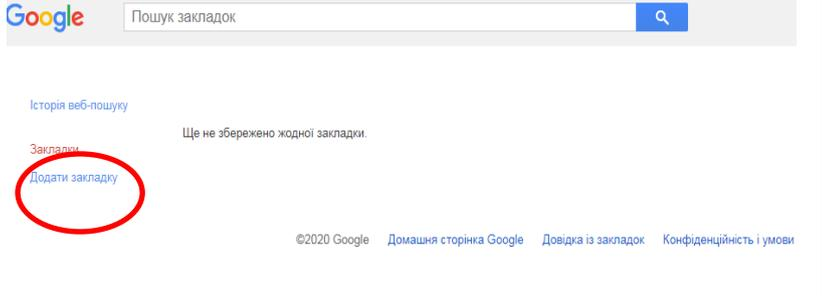 Google
Пошук закладок
Історія веб-пошуку
Ще не збережено жодної закладки.
Закладки
Додати закладку
©2020 Google Домашня сторінка Google Довідка із закладок Конфіденційність і умови